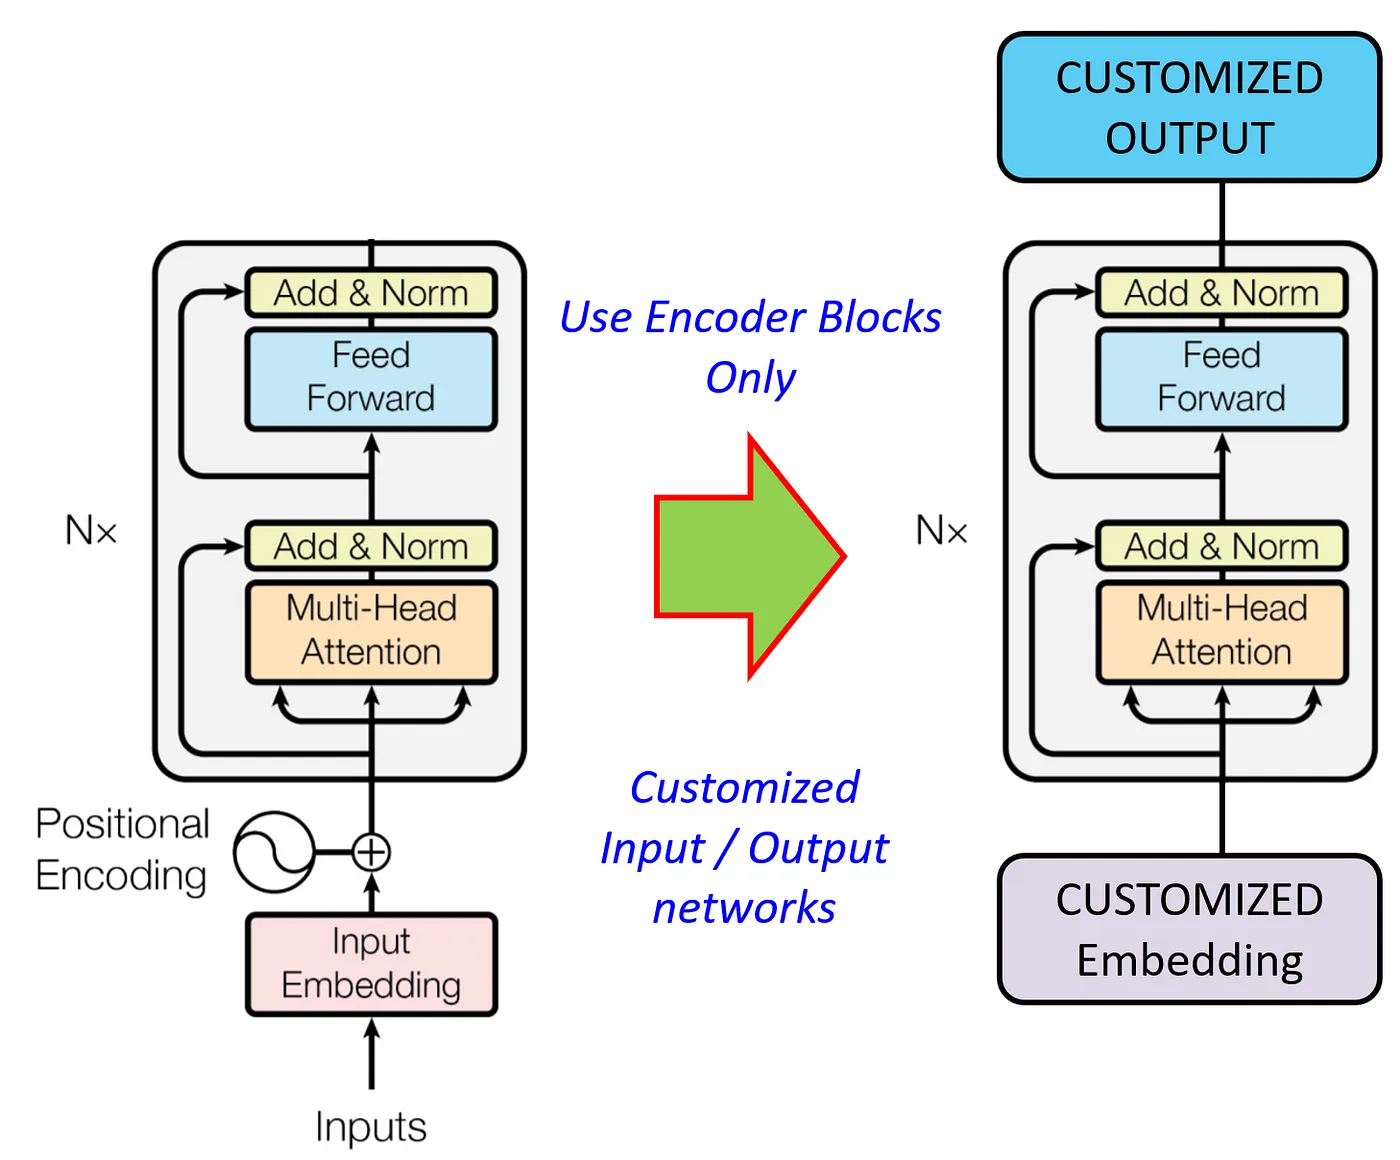 CUSTOMIZED
OUTPUT
Add & Norm
Feed
Forward
Nx
Add & Norm
Multi-Head
Attention
Positional
Encoding
Input
Embedding
Inputs
Use Encoder Blocks
Only
Customized
Input / Output
networks
Add & Norm
Feed
Forward
Nx
Add & Norm
Multi-Head
Attention
CUSTOMIZED
Embedding